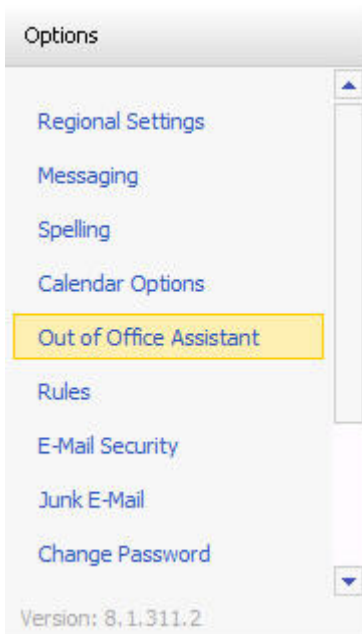 Options
Regional Settings
Messaging
Spelling
Calendar Options
Out of Office Assistant
Rules
E-Mail Security
Junk E-Mail
Change Password
Version: 8.1.311.2